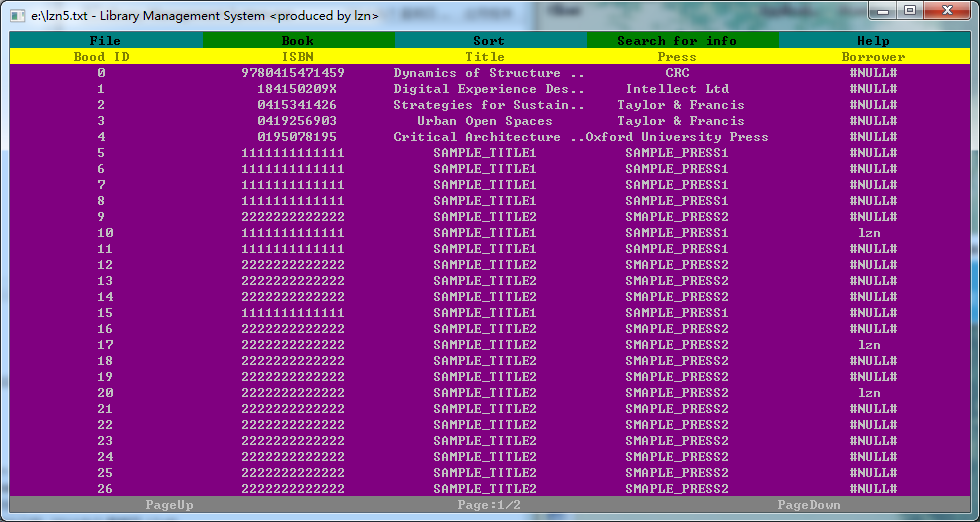 e:\lzn5.txt - Library Management System <produced by lzn>
File Book Sort Search for info Help
Bood ID ISBN Title Press Borrower
0 9780415471459 Dynamics of Structure .. CRC #NULL#
1 184150209X Digital Experience Des.. Intellect Ltd #NULL#
2 0415341426 Strategies for Sustain.. Taylor & Francis #NULL#
3 0419256903 Urban Open Spaces Taylor & Francis #NULL#
4 0195078195 Critical Architecture ..Oxford University Press #NULL#
5 1111111111111 SAMPLE_TITLE1 SAMPLE_PRESS1 #NULL#
6 1111111111111 SAMPLE_TITLE1 SAMPLE_PRESS1 #NULL#
7 1111111111111 SAMPLE_TITLE1 SAMPLE_PRESS1 #NULL#
8 1111111111111 SAMPLE_TITLE1 SAMPLE_PRESS1 #NULL#
9 2222222222222 SAMPLE_TITLE2 SMAPLE_PRESS2 #NULL#
10 1111111111111 SAMPLE_TITLE1 SAMPLE_PRESS1 lzn
11 1111111111111 SAMPLE_TITLE1 SAMPLE_PRESS1 #NULL#
12 2222222222222 SAMPLE_TITLE2 SMAPLE_PRESS2 #NULL#
13 2222222222222 SAMPLE_TITLE2 SMAPLE_PRESS2 #NULL#
14 2222222222222 SAMPLE_TITLE2 SMAPLE_PRESS2 #NULL#
15 1111111111111 SAMPLE_TITLE1 SAMPLE_PRESS1 #NULL#
16 2222222222222 SAMPLE_TITLE2 SMAPLE_PRESS2 #NULL#
17 2222222222222 SAMPLE_TITLE2 SMAPLE_PRESS2 lzn
18 2222222222222 SAMPLE_TITLE2 SMAPLE_PRESS2 #NULL#
19 2222222222222 SAMPLE_TITLE2 SMAPLE_PRESS2 #NULL#
20 2222222222222 SAMPLE_TITLE2 SMAPLE_PRESS2 lzn
21 2222222222222 SAMPLE_TITLE2 SMAPLE_PRESS2 #NULL#
22 2222222222222 SAMPLE_TITLE2 SMAPLE_PRESS2 #NULL#
23 2222222222222 SAMPLE_TITLE2 SMAPLE_PRESS2 #NULL#
24 2222222222222 SAMPLE_TITLE2 SMAPLE_PRESS2 #NULL#
25 2222222222222 SAMPLE_TITLE2 SMAPLE_PRESS2 #NULL#
26 2222222222222 SAMPLE_TITLE2 SMAPLE_PRESS2 #NULL#
PageUp Page:1/2 PageDown